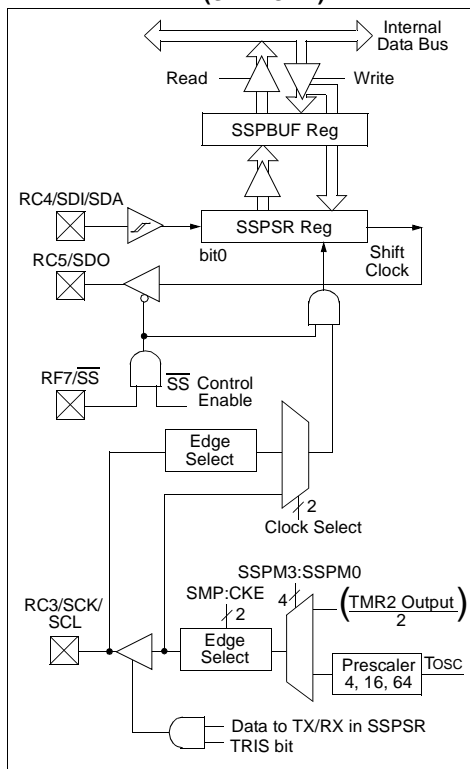 Internal
Data Bus
Read
Write
SSPBUF Reg
RC4/SDI/SDA
SSPSR Reg
bit0
Shift
Clock
RC5/SDO
RF7/SS
SS Control
Enable
Edge
Select
2
Clock Select
SSPM3:SSPM0
SMP:CKE
4
2
(TMR2 Output)
2
RC3/SCK/
SCL
Edge
Select
Prescaler
4, 16, 64
TOSC
Data to TX/RX in SSPSR
TRIS bit